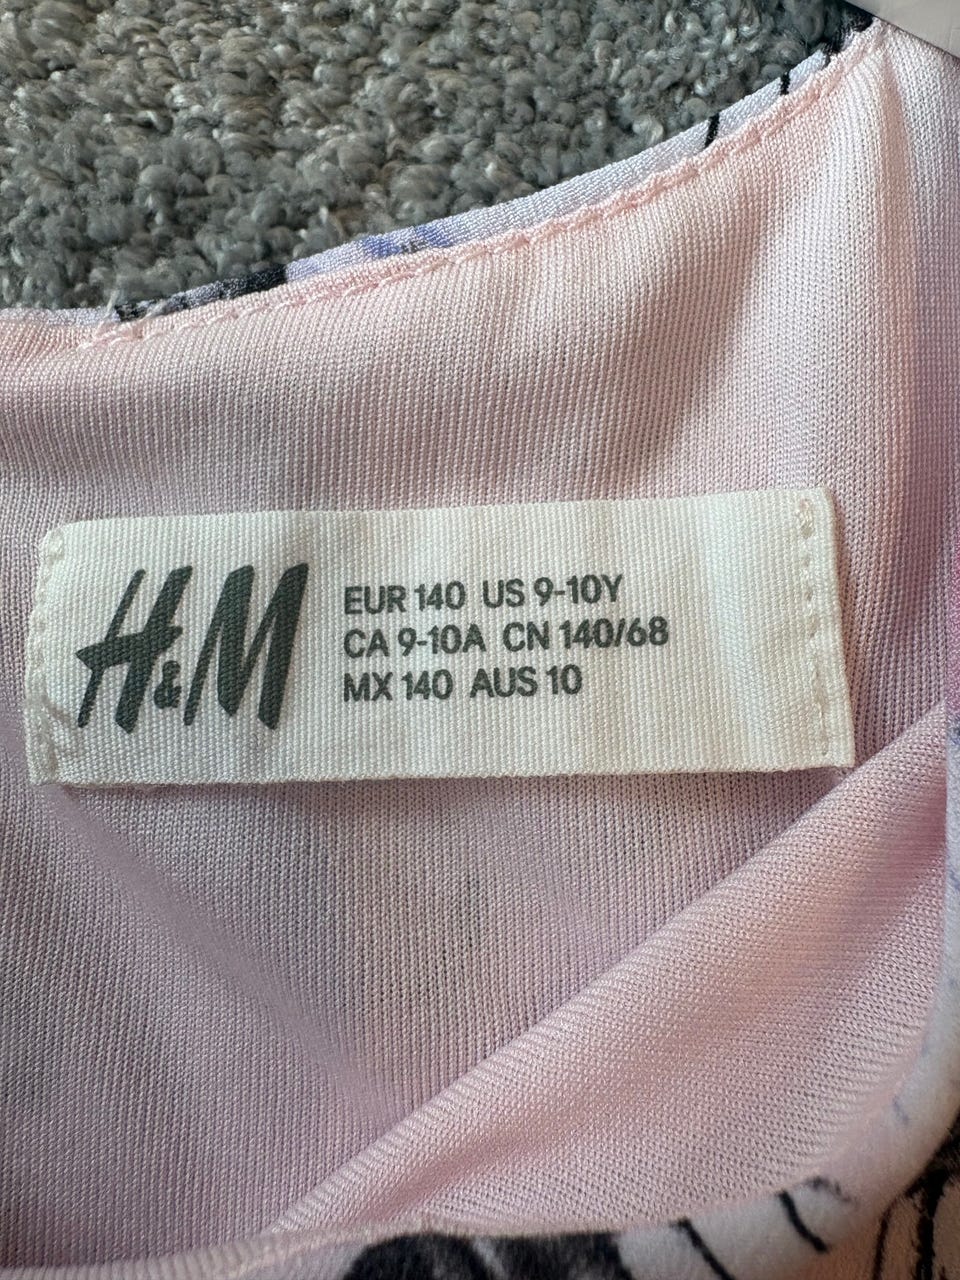 H&M
EUR 140 US 9-10Y
CA 9-10A CN 140/68
MX 140 AUS 10